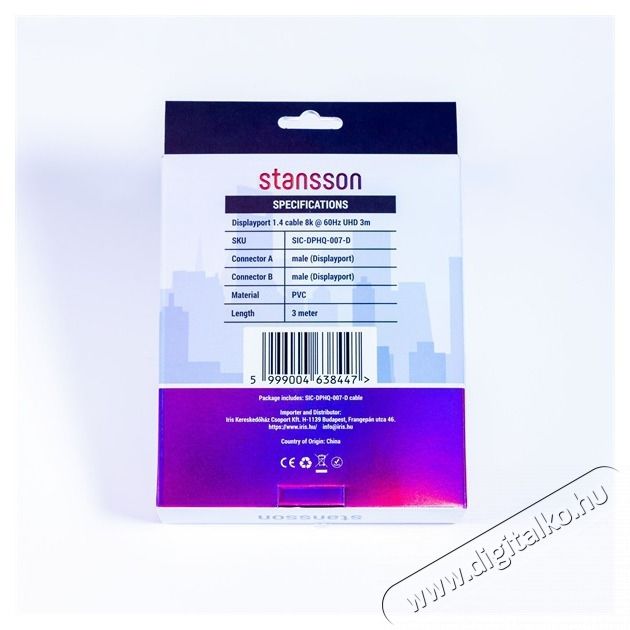 stansson
SPECIFICATIONS
Displayport 1.4 cable 8k @ 60Hz UHD 3m
SKU SIC-DPHQ-007-D
Connector A male (Displayport)
Connector B male (Displayport)
Material PVC
Length 3 meter
5 999004 638447 >
Package includes: SIC-DPHQ-007-D cable
Importer and Distributor:
Iris Kereskedőház Csoport Kft. H-1139 Budapest, Frangepán utca 46.
https://www.iris.hu/ info@iris.hu
Country of Origin: China
CE
stansson
www.digitalko.hu